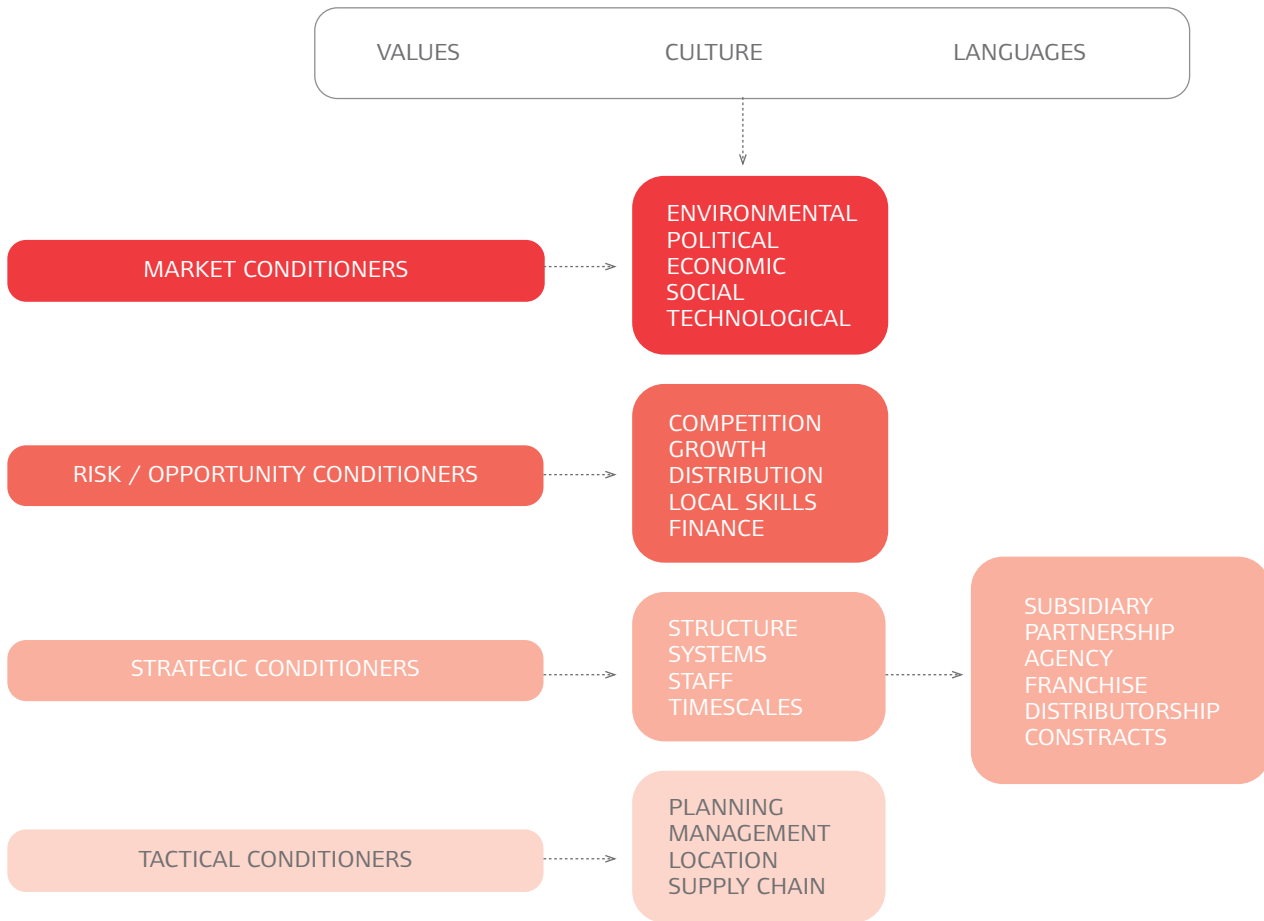 VALUES CULTURE LANGUAGES
MARKET CONDITIONERS
ENVIRONMENTAL
POLITICAL
ECONOMIC
SOCIAL
TECHNOLOGICAL
RISK / OPPORTUNITY CONDITIONERS
COMPETITION
GROWTH
DISTRIBUTION
LOCAL SKILLS
FINANCE
STRATEGIC CONDITIONERS
STRUCTURE
SYSTEMS
STAFF
TIMESCALES
SUBSIDIARY
PARTNERSHIP
AGENCY
FRANCHISE
DISTRIBUTORSHIP
CONSTRACTS
TACTICAL CONDITIONERS
PLANNING
MANAGEMENT
LOCATION
SUPPLY CHAIN